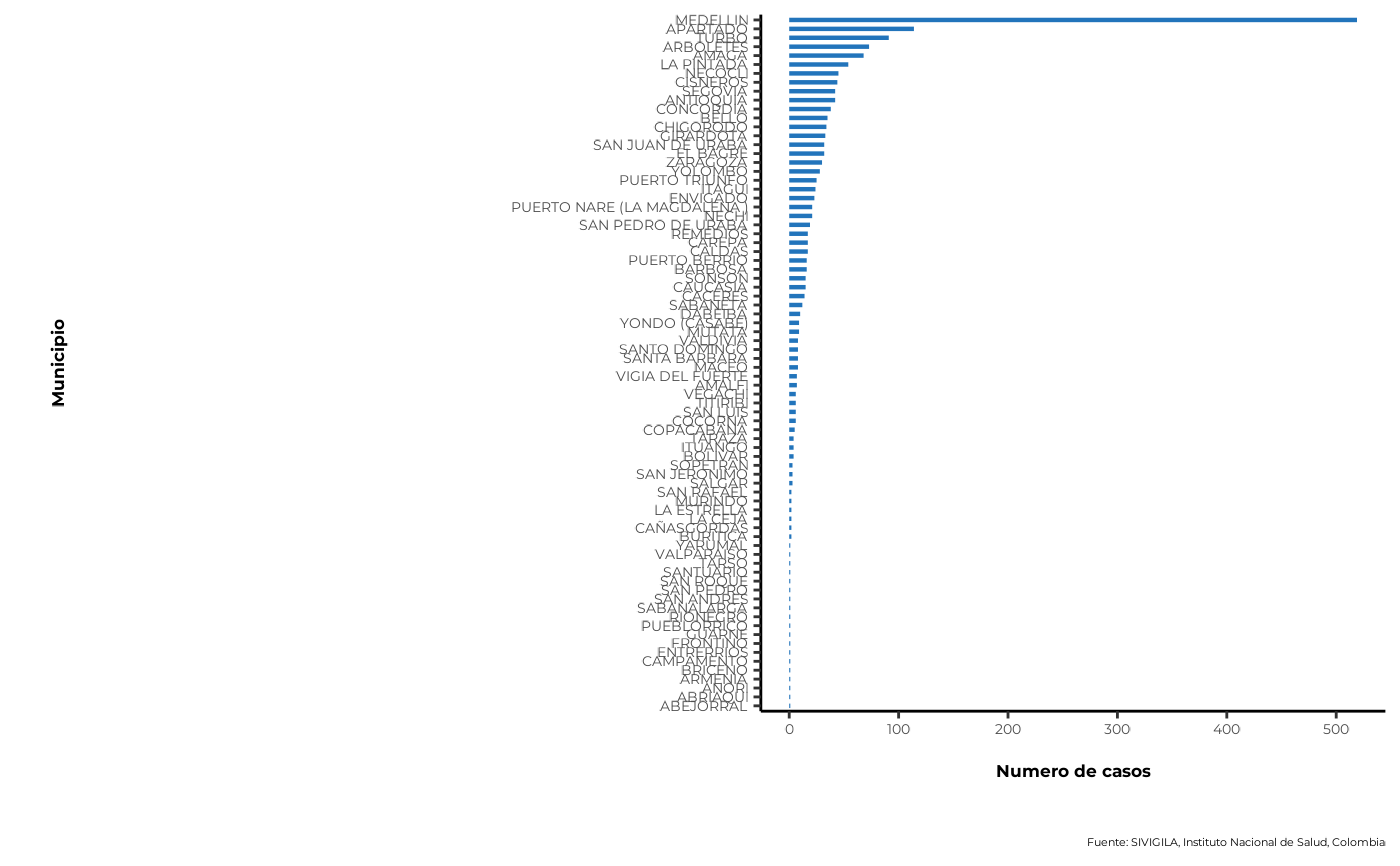 MEDELLIN
APARTADO
TURBO
ARBOLETES
AMAGA
LA PINTADA
NECOCLI
CISNEROS
SEGOVIA
ANTIOQUIA
CONCORDIA
BELLO
CHIGORODO
GIRARDOTA
SAN JUAN DE URABA
EL BAGRE
ZARAGOZA
YOLOMBO
PUERTO TRIUNFO
ITAGUI
ENVIGADO
PUERTO NARE (LA MAGDALENA )
NECHI
SAN PEDRO DE URABA
REMEDIOS
CAREPA
CALDAS
PUERTO BERRIO
BARBOSA
SONSON
CAUCASIA
CACERES
SABANETA
DABEIBA
YONDO (CASABE)
MUTATA
VALDIVIA
SANTO DOMINGO
SANTA BARBARA
MACEO
VIGIA DEL FUERTE
AMALFI
VEGACHI
TITIRIBI
SAN LUIS
COCORNA
COPACABANA
TARAZA
ITUANGO
BOLIVAR
SOPETRAN
SAN JERONIMO
SALGAR
SAN RAFAEL
MURINDO
LA ESTRELLA
LA CEJA
CAÑASGORDAS
BURITICA
YARUMAL
VALPARAISO
TARSO
SANTUARIO
SAN ROQUE
SAN PEDRO
SAN ANDRES
SABANALARGA
RIONEGRO
PUEBLORRICO
GUARNE
FRONTINO
ENTRERRIOS
CAMPAMENTO
BRICEÑO
ARMENIA
ANORI
ABRIAQUI
ABEJORRAL
Municipio
0 100 200 300 400 500
Numero de casos
Fuente: SIVIGILA, Instituto Nacional de Salud, Colombia